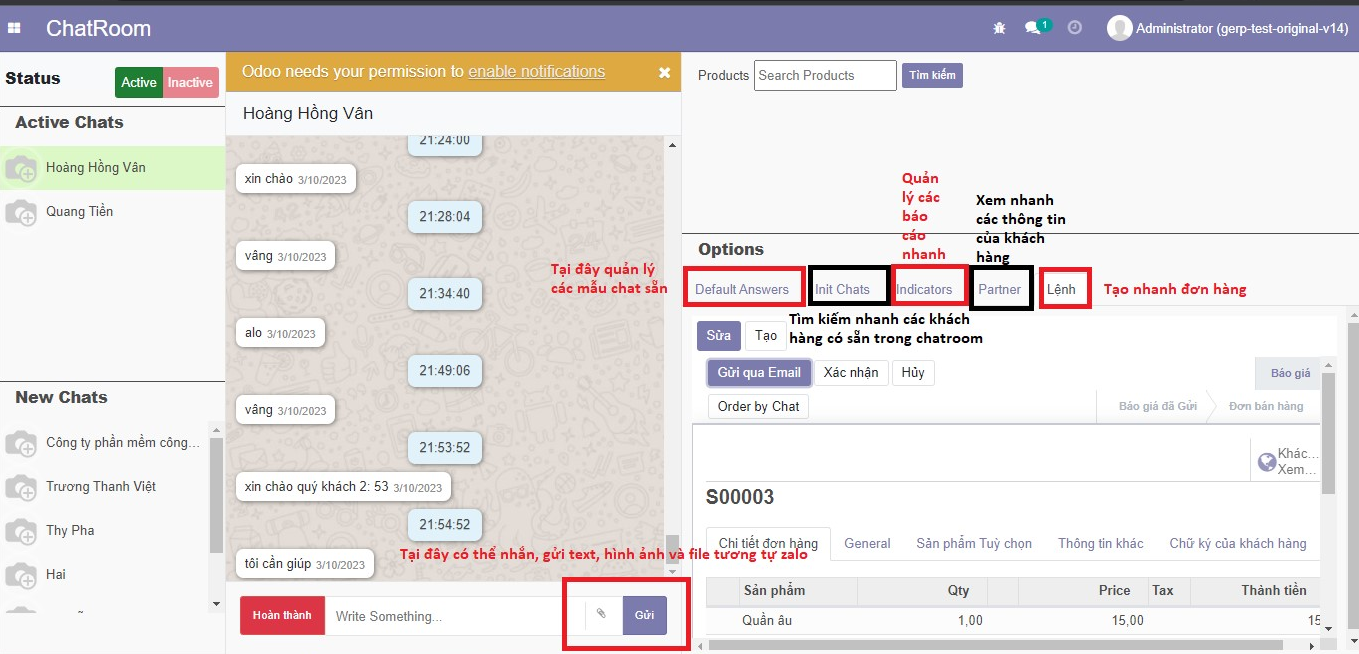 ChatRoom
1
Administrator (gerp-test-original-v14)
Status
Active
Inactive
Active Chats
Hoàng Hồng Vân
Quang Tiền
New Chats
Công ty phần mềm công...
Trương Thanh Việt
Thy Pha
Hai
Odoo needs your permission to enable notifications
Hoàng Hồng Vân
21:24:00
xin chào 3/10/2023
21:28:04
vâng 3/10/2023
21:34:40
alo 3/10/2023
21:49:06
vâng 3/10/2023
21:53:52
xin chào quý khách 2: 53 3/10/2023
21:54:52
tôi cần giúp 3/10/2023
Tại đây quản lý
các mẫu chat sẵn
Tại đây có thể nhắn, gửi text, hình ảnh và file tương tự zalo
Hoàn thành
Write Something...
Gửi
Products
Search Products
Tìm kiếm
Quản
lý các
báo
cáo
nhanh
Xem nhanh
các thông tin
của khách
hàng
Options
Default Answers
Init Chats
Indicators
Partner
Lệnh
Tạo nhanh đơn hàng
Tìm kiếm nhanh các khách
hàng có sẵn trong chatroom
Sửa
Tạo
Gửi qua Email
Xác nhận
Hủy
Báo giá
Order by Chat
Báo giá đã Gửi
Đơn bán hàng
Khác...
Xem...
S00003
Chi tiết đơn hàng
General
Sản phẩm Tuỳ chọn
Thông tin khác
Chữ ký của khách hàng
Sản phẩm
Qty
Price
Tax
Thành tiền
Quần âu
1,00
15,00
15